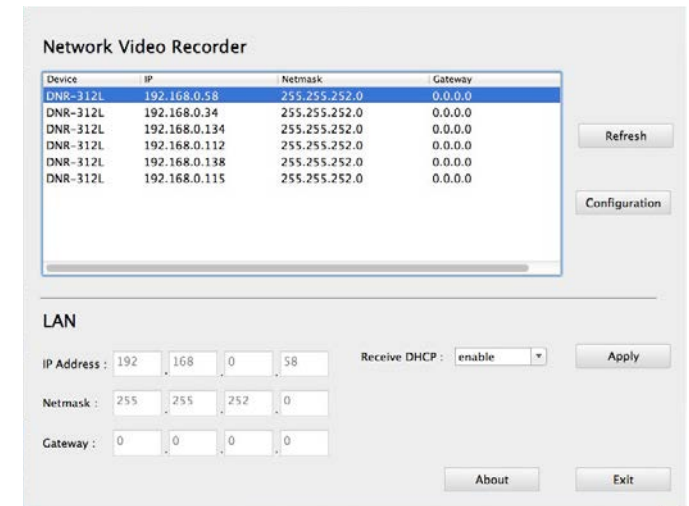 Network Video Recorder
Device IP Netmask Gateway
DNR-312L 192.168.0.58 255.255.252.0 0.0.0.0
DNR-312L 192.168.0.34 255.255.252.0 0.0.0.0
DNR-312L 192.168.0.134 255.255.252.0 0.0.0.0
DNR-312L 192.168.0.112 255.255.252.0 0.0.0.0
DNR-312L 192.168.0.138 255.255.252.0 0.0.0.0
DNR-312L 192.168.0.115 255.255.252.0 0.0.0.0
Refresh
Configuration
LAN
IP Address : 192 . 168 . 0 . 58 Receive DHCP : enable Apply
Netmask : 255 . 255 . 252 . 0
Gateway : 0 . 0 . 0 . 0
About Exit